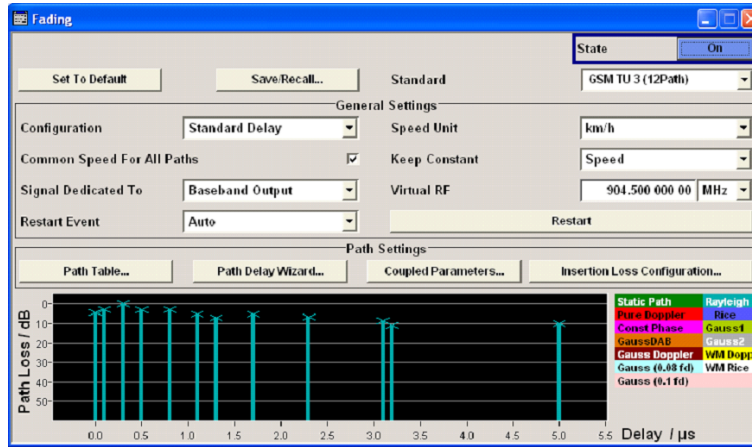 Fading
State On
Set To Default Save/Recall... Standard GSM TU 3 (12Path)
General Settings
Configuration Standard Delay Speed Unit km/h
Common Speed For All Paths Keep Constant Speed
Signal Dedicated To Baseband Output Virtual RF 904.500 000 00 MHz
Restart Event Auto Restart
Path Settings
Path Table... Path Delay Wizard... Coupled Parameters... Insertion Loss Configuration...
Path Loss / dB
0
10
20
30
40
50
0.0 0.5 1.0 1.5 2.0 2.5 3.0 3.5 4.0 4.5 5.0 5.5 Delay / µs
Static Path Rayleigh
Pure Doppler Rice
Const Phase Gauss1
GaussDAB Gauss2
Gauss Doppler WM Dopp
Gauss (0.08 fd) WM Rice
Gauss (0.1 fd)